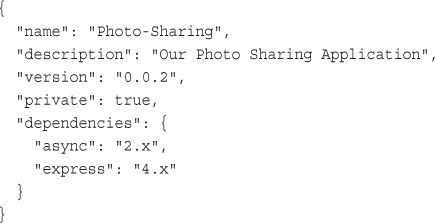 {
  "name": "Photo-Sharing",
  "description": "Our Photo Sharing Application",
  "version": "0.0.2",
  "private": true,
  "dependencies": {
    "async": "2.x",
    "express": "4.x"
  }
}